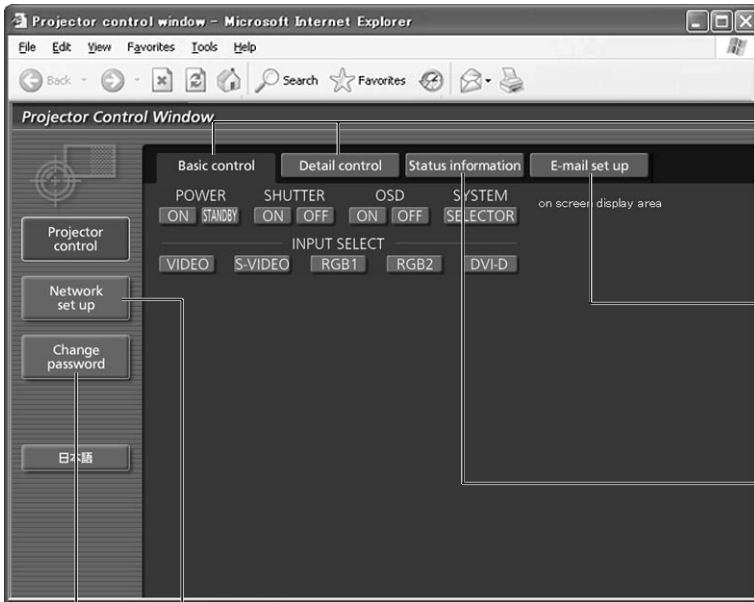 Projector control window - Microsoft Internet Explorer
File Edit View Favorites Tools Help
Back Search Favorites
Projector Control Window
Basic control Detail control Status information E-mail set up
POWER SHUTTER OSD SYSTEM
ON STANDBY ON OFF ON OFF SELECTOR
on screen display area
INPUT SELECT
VIDEO S-VIDEO RGB1 RGB2 DVI-D
Projector
control
Network
set up
Change
password
日本語